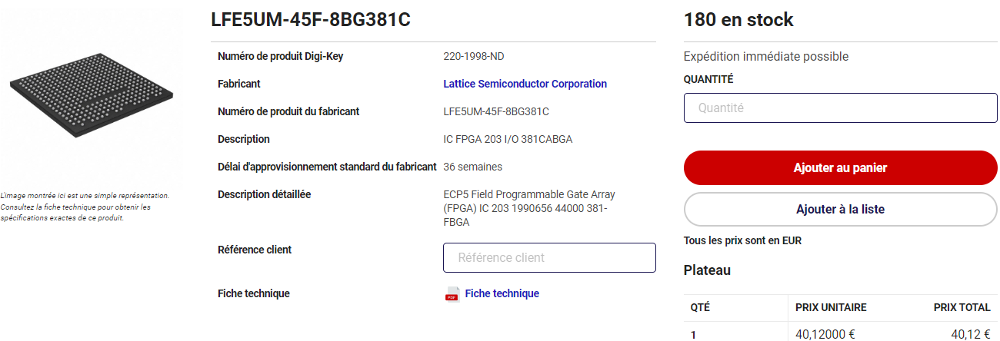 LFE5UM-45F-8BG381C
Numéro de produit Digi-Key 220-1998-ND
Fabricant Lattice Semiconductor Corporation
Numéro de produit du fabricant LFE5UM-45F-8BG381C
Description IC FPGA 203 I/O 381CABGA
Délai d'approvisionnement standard du fabricant 36 semaines
Description détaillée ECP5 Field Programmable Gate Array
(FPGA) IC 203 1990656 44000 381-
FBGA
Référence client Référence client
Fiche technique PDF Fiche technique
L'image montrée ici est une simple représentation.
Consultez la fiche technique pour obtenir les
spécifications exactes de ce produit.
180 en stock
Expédition immédiate possible
QUANTITÉ
Quantité
Ajouter au panier
Ajouter à la liste
Tous les prix sont en EUR
Plateau
QTÉ PRIX UNITAIRE PRIX TOTAL
1 40,12000 € 40,12 €